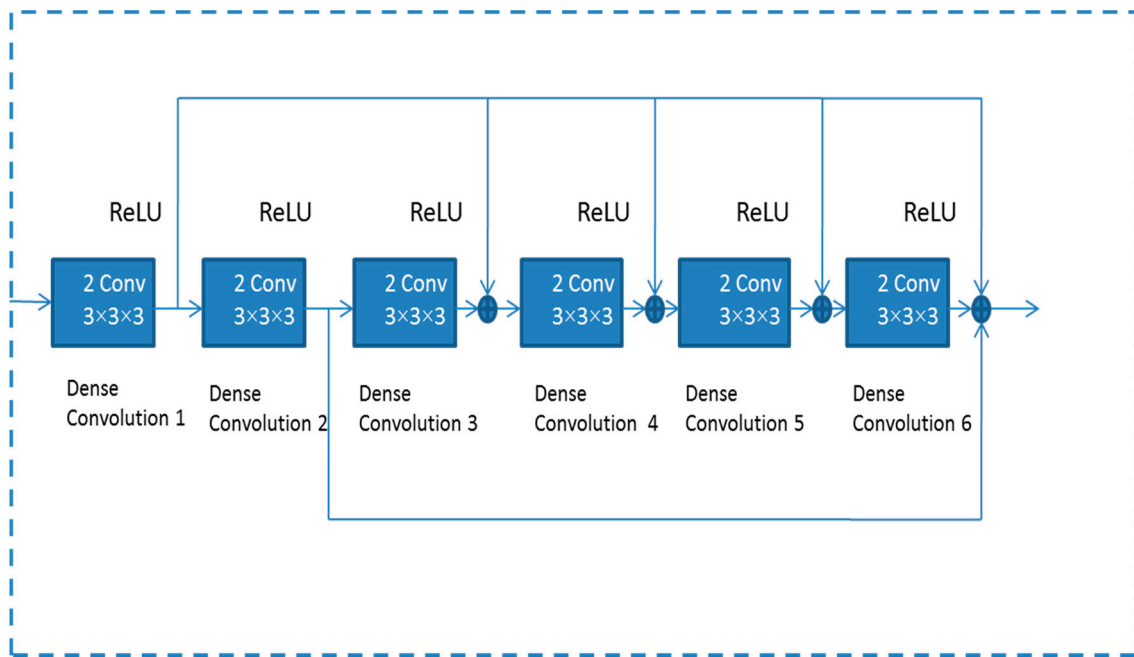 ReLU
ReLU
ReLU
ReLU
ReLU
ReLU
2 Conv
3×3×3
2 Conv
3×3×3
2 Conv
3×3×3
2 Conv
3×3×3
2 Conv
3×3×3
2 Conv
3×3×3
Dense
Convolution 1
Dense
Convolution 2
Dense
Convolution 3
Dense
Convolution 4
Dense
Convolution 5
Dense
Convolution 6